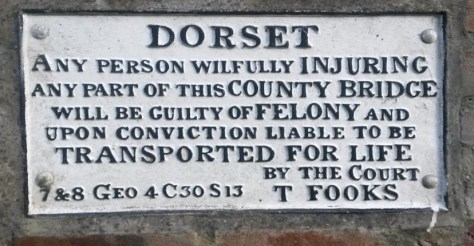 DORSET
ANY PERSON WILFULLY INJURING
ANY PART OF THIS COUNTY BRIDGE
WILL BE GUILTY OF FELONY AND
UPON CONVICTION LIABLE TO BE
TRANSPORTED FOR LIFE
BY THE COURT
7&8 GEO 4 C30 S13 T FOOKS